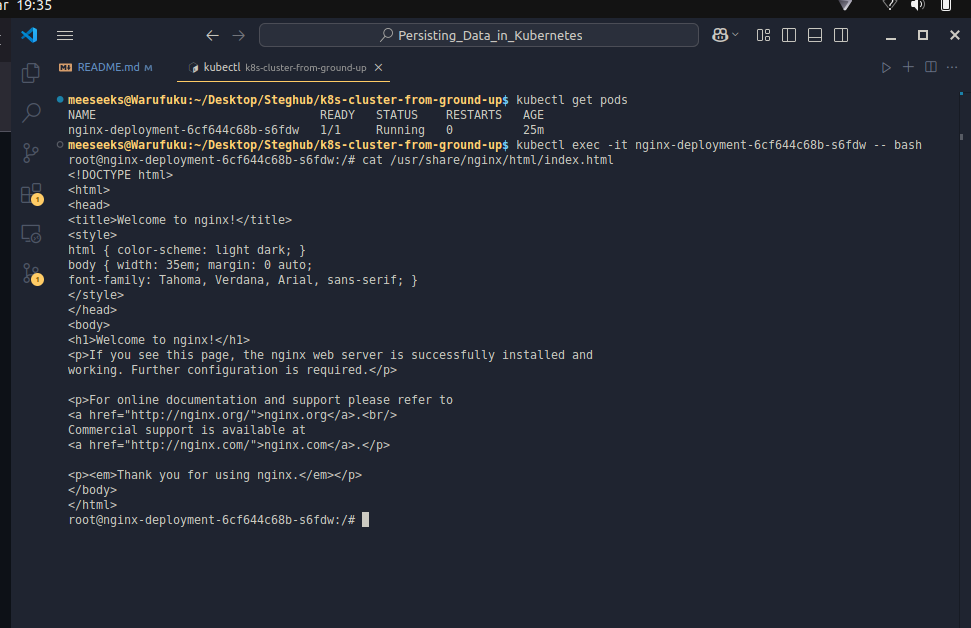 19:35
Persisting_Data_in_Kubernetes
README.md M
kubectl k8s-cluster-from-ground-up
meeseeks@Warufuku:~/Desktop/Steghub/k8s-cluster-from-ground-up$ kubectl get pods
NAME READY STATUS RESTARTS AGE
nginx-deployment-6cf644c68b-s6fdw 1/1 Running 0 25m
meeseeks@Warufuku:~/Desktop/Steghub/k8s-cluster-from-ground-up$ kubectl exec -it nginx-deployment-6cf644c68b-s6fdw -- bash
root@nginx-deployment-6cf644c68b-s6fdw:/# cat /usr/share/nginx/html/index.html
<!DOCTYPE html>
<html>
<head>
<title>Welcome to nginx!</title>
<style>
html { color-scheme: light dark; }
body { width: 35em; margin: 0 auto;
font-family: Tahoma, Verdana, Arial, sans-serif; }
</style>
</head>
<body>
<h1>Welcome to nginx!</h1>
<p>If you see this page, the nginx web server is successfully installed and
working. Further configuration is required.</p>

<p>For online documentation and support please refer to
<a href="http://nginx.org/">nginx.org</a>.<br/>
Commercial support is available at
<a href="http://nginx.com/">nginx.com</a>.</p>

<p><em>Thank you for using nginx.</em></p>
</body>
</html>
root@nginx-deployment-6cf644c68b-s6fdw:/#
1
1